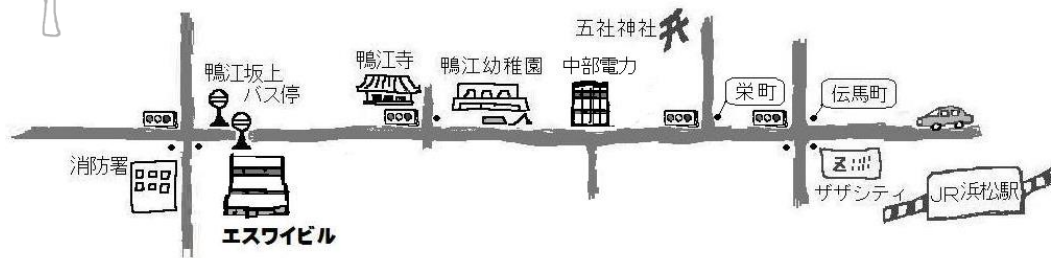 五社神社
鴨江坂上
バス停
鴨江寺
鴨江幼稚園
中部電力
栄町
伝馬町
消防署
エスワイビル
ザザシティ
JR浜松駅